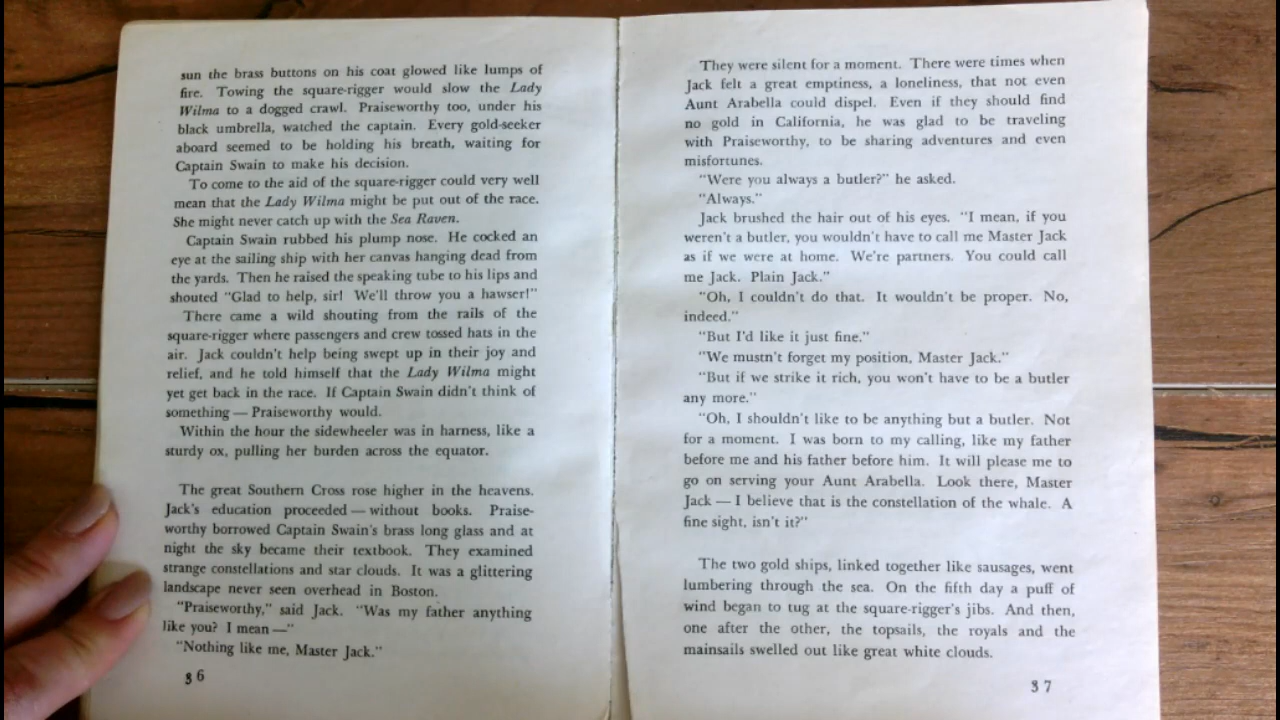 sun the brass buttons on his coat glowed like lumps of
fire. Towing the square-rigger would slow the Lady
Wilma to a dogged crawl. Praiseworthy too, under his
black umbrella, watched the captain. Every gold-seeker
aboard seemed to be holding his breath, waiting for
Captain Swain to make his decision.
To come to the aid of the square-rigger could very well
mean that the Lady Wilma might be put out of the race.
She might never catch up with the Sea Raven.
Captain Swain rubbed his plump nose. He cocked an
eye at the sailing ship with her canvas hanging dead from
the yards. Then he raised the speaking tube to his lips and
shouted "Glad to help, sir! We'll throw you a hawser!"
There came a wild shouting from the rails of the
square-rigger where passengers and crew tossed hats in the
air. Jack couldn't help being swept up in their joy and
relief, and he told himself that the Lady Wilma might
yet get back in the race. If Captain Swain didn't think of
something — Praiseworthy would.
Within the hour the sidewheeler was in harness, like a
sturdy ox, pulling her burden across the equator.
The great Southern Cross rose higher in the heavens.
Jack's education proceeded — without books. Praise-
worthy borrowed Captain Swain's brass long glass and at
night the sky became their textbook. They examined
strange constellations and star clouds. It was a glittering
landscape never seen overhead in Boston.
"Praiseworthy," said Jack. "Was my father anything
like you? I mean —"
"Nothing like me, Master Jack."
36
They were silent for a moment. There were times when
Jack felt a great emptiness, a loneliness, that not even
Aunt Arabella could dispel. Even if they should find
no gold in California, he was glad to be traveling
with Praiseworthy, to be sharing adventures and even
misfortunes.
"Were you always a butler?" he asked.
"Always."
Jack brushed the hair out of his eyes. "I mean, if you
weren't a butler, you wouldn't have to call me Master Jack
as if we were at home. We're partners. You could call
me Jack. Plain Jack."
"Oh, I couldn't do that. It wouldn't be proper. No,
indeed."
"But I'd like it just fine."
"We mustn't forget my position, Master Jack."
"But if we strike it rich, you won't have to be a butler
any more."
"Oh, I shouldn't like to be anything but a butler. Not
for a moment. I was born to my calling, like my father
before me and his father before him. It will please me to
go on serving your Aunt Arabella. Look there, Master
Jack — I believe that is the constellation of the whale. A
fine sight, isn't it?"
The two gold ships, linked together like sausages, went
lumbering through the sea. On the fifth day a puff of
wind began to tug at the square-rigger's jibs. And then,
one after the other, the topsails, the royals and the
mainsails swelled out like great white clouds.
37